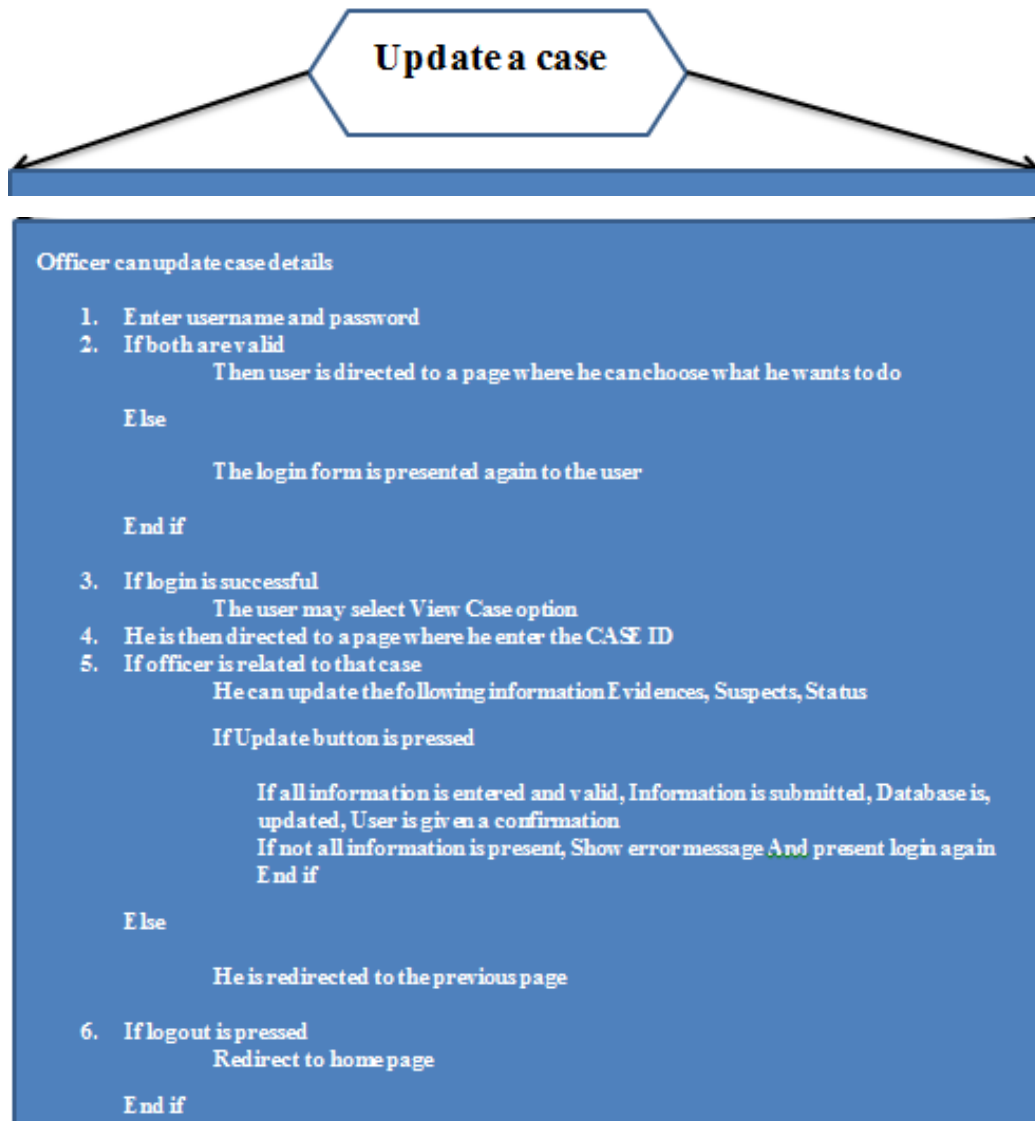 Update a case
Officer can update case details
1. Enter username and password
2. If both are valid
Then user is directed to a page where he can choose what he wants to do
Else
The login form is presented again to the user
End if
3. If login is successful
The user may select View Case option
4. He is then directed to a page where he enter the CASE ID
5. If officer is related to that case
He can update the following information Evidences, Suspects, Status
If Update button is pressed
If all information is entered and valid, Information is submitted, Database is,
updated, User is given a confirmation
If not all information is present, Show error message And present login again
End if
Else
He is redirected to the previous page
6. If logout is pressed
Redirect to home page
End if